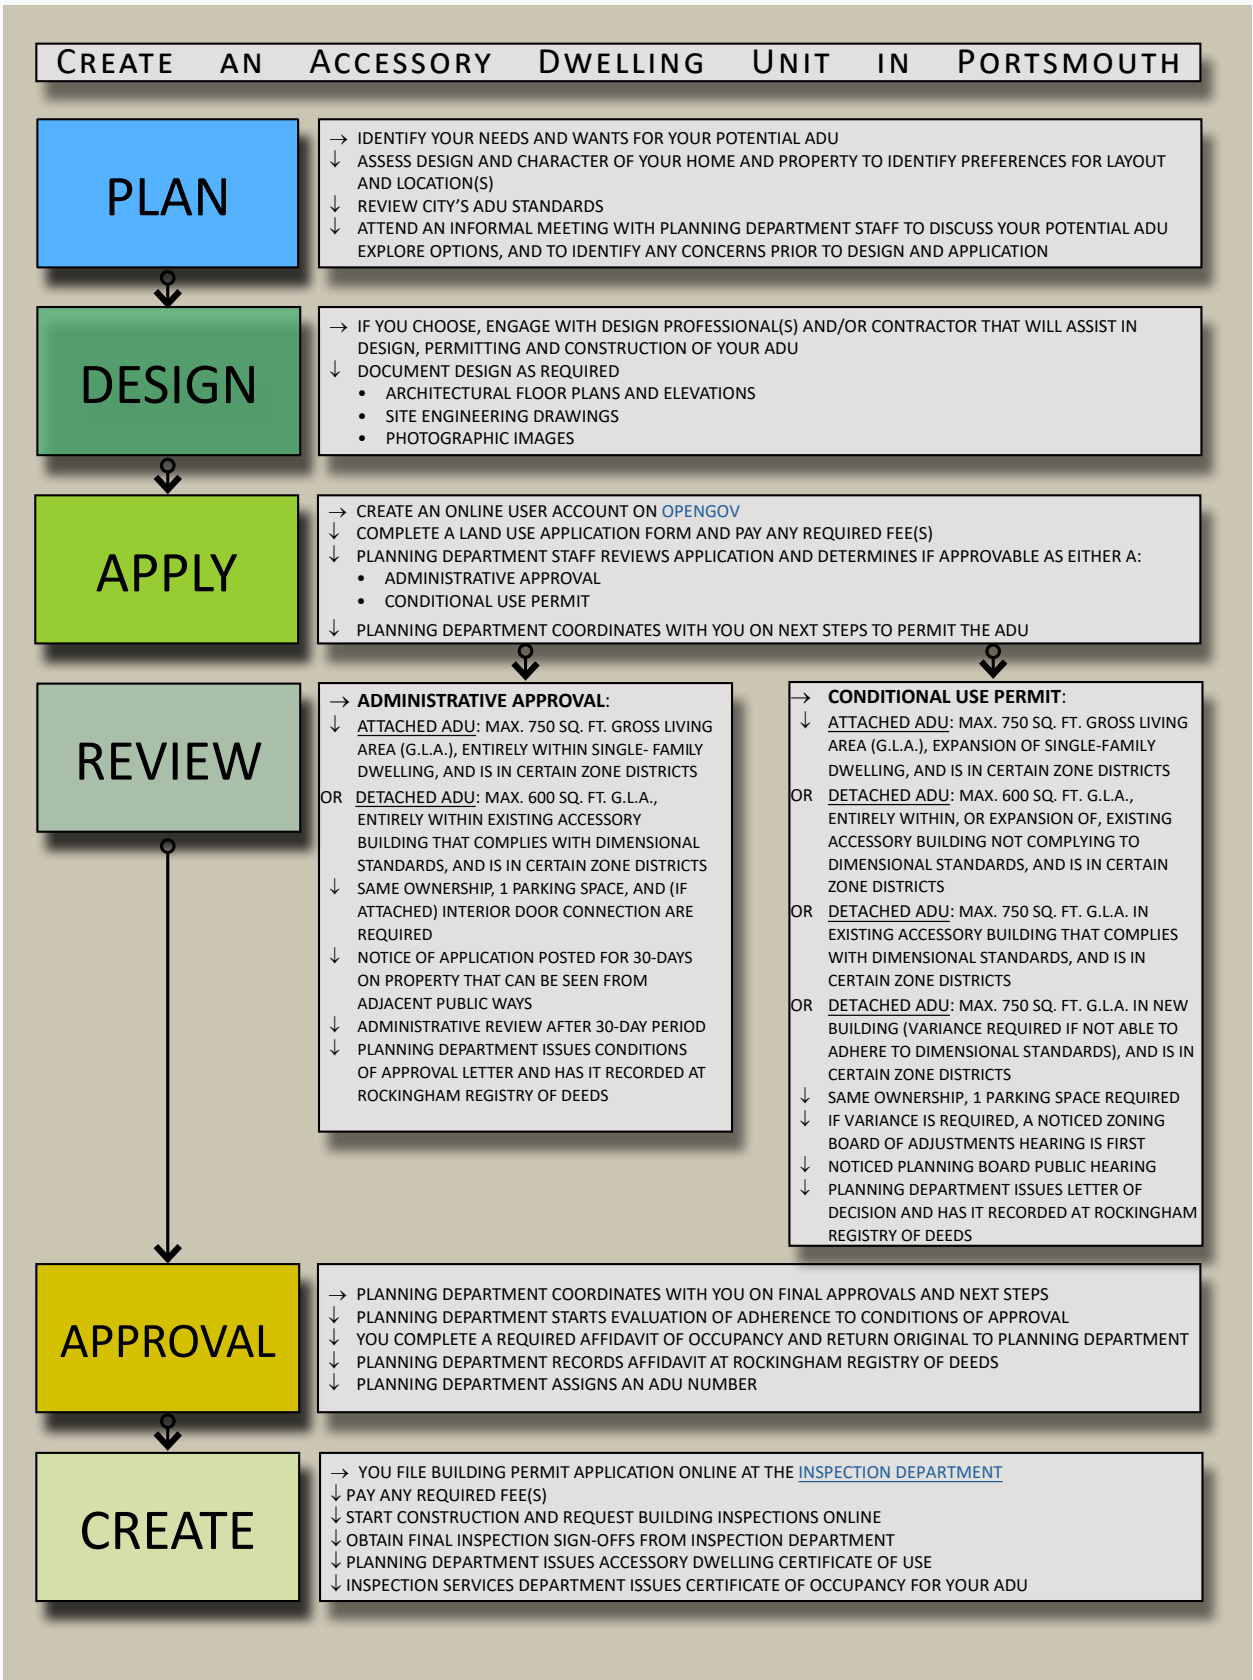 CREATE AN ACCESSORY DWELLING UNIT IN PORTSMOUTH
PLAN
→ IDENTIFY YOUR NEEDS AND WANTS FOR YOUR POTENTIAL ADU
↓ ASSESS DESIGN AND CHARACTER OF YOUR HOME AND PROPERTY TO IDENTIFY PREFERENCES FOR LAYOUT
AND LOCATION(S)
↓ REVIEW CITY'S ADU STANDARDS
↓ ATTEND AN INFORMAL MEETING WITH PLANNING DEPARTMENT STAFF TO DISCUSS YOUR POTENTIAL ADU
EXPLORE OPTIONS, AND TO IDENTIFY ANY CONCERNS PRIOR TO DESIGN AND APPLICATION
DESIGN
→ IF YOU CHOOSE, ENGAGE WITH DESIGN PROFESSIONAL(S) AND/OR CONTRACTOR THAT WILL ASSIST IN
DESIGN, PERMITTING AND CONSTRUCTION OF YOUR ADU
↓ DOCUMENT DESIGN AS REQUIRED
• ARCHITECTURAL FLOOR PLANS AND ELEVATIONS
• SITE ENGINEERING DRAWINGS
• PHOTOGRAPHIC IMAGES
APPLY
→ CREATE AN ONLINE USER ACCOUNT ON OPENGOV
↓ COMPLETE A LAND USE APPLICATION FORM AND PAY ANY REQUIRED FEE(S)
↓ PLANNING DEPARTMENT STAFF REVIEWS APPLICATION AND DETERMINES IF APPROVABLE AS EITHER A:
• ADMINISTRATIVE APPROVAL
• CONDITIONAL USE PERMIT
↓ PLANNING DEPARTMENT COORDINATES WITH YOU ON NEXT STEPS TO PERMIT THE ADU
REVIEW
→ ADMINISTRATIVE APPROVAL:
↓ ATTACHED ADU: MAX. 750 SQ. FT. GROSS LIVING
AREA (G.L.A.), ENTIRELY WITHIN SINGLE- FAMILY
DWELLING, AND IS IN CERTAIN ZONE DISTRICTS
OR DETACHED ADU: MAX. 600 SQ. FT. G.L.A.,
ENTIRELY WITHIN EXISTING ACCESSORY
BUILDING THAT COMPLIES WITH DIMENSIONAL
STANDARDS, AND IS IN CERTAIN ZONE DISTRICTS
↓ SAME OWNERSHIP, 1 PARKING SPACE, AND (IF
ATTACHED) INTERIOR DOOR CONNECTION ARE
REQUIRED
↓ NOTICE OF APPLICATION POSTED FOR 30-DAYS
ON PROPERTY THAT CAN BE SEEN FROM
ADJACENT PUBLIC WAYS
↓ ADMINISTRATIVE REVIEW AFTER 30-DAY PERIOD
↓ PLANNING DEPARTMENT ISSUES CONDITIONS
OF APPROVAL LETTER AND HAS IT RECORDED AT
ROCKINGHAM REGISTRY OF DEEDS
→ CONDITIONAL USE PERMIT:
↓ ATTACHED ADU: MAX. 750 SQ. FT. GROSS LIVING
AREA (G.L.A.), EXPANSION OF SINGLE-FAMILY
DWELLING, AND IS IN CERTAIN ZONE DISTRICTS
OR DETACHED ADU: MAX. 600 SQ. FT. G.L.A.,
ENTIRELY WITHIN, OR EXPANSION OF, EXISTING
ACCESSORY BUILDING NOT COMPLYING TO
DIMENSIONAL STANDARDS, AND IS IN CERTAIN
ZONE DISTRICTS
OR DETACHED ADU: MAX. 750 SQ. FT. G.L.A. IN
EXISTING ACCESSORY BUILDING THAT COMPLIES
WITH DIMENSIONAL STANDARDS, AND IS IN
CERTAIN ZONE DISTRICTS
OR DETACHED ADU: MAX. 750 SQ. FT. G.L.A. IN NEW
BUILDING (VARIANCE REQUIRED IF NOT ABLE TO
ADHERE TO DIMENSIONAL STANDARDS), AND IS IN
CERTAIN ZONE DISTRICTS
↓ SAME OWNERSHIP, 1 PARKING SPACE REQUIRED
↓ IF VARIANCE IS REQUIRED, A NOTICED ZONING
BOARD OF ADJUSTMENTS HEARING IS FIRST
↓ NOTICED PLANNING BOARD PUBLIC HEARING
↓ PLANNING DEPARTMENT ISSUES LETTER OF
DECISION AND HAS IT RECORDED AT ROCKINGHAM
REGISTRY OF DEEDS
APPROVAL
→ PLANNING DEPARTMENT COORDINATES WITH YOU ON FINAL APPROVALS AND NEXT STEPS
↓ PLANNING DEPARTMENT STARTS EVALUATION OF ADHERENCE TO CONDITIONS OF APPROVAL
↓ YOU COMPLETE A REQUIRED AFFIDAVIT OF OCCUPANCY AND RETURN ORIGINAL TO PLANNING DEPARTMENT
↓ PLANNING DEPARTMENT RECORDS AFFIDAVIT AT ROCKINGHAM REGISTRY OF DEEDS
↓ PLANNING DEPARTMENT ASSIGNS AN ADU NUMBER
CREATE
→ YOU FILE BUILDING PERMIT APPLICATION ONLINE AT THE INSPECTION DEPARTMENT
↓ PAY ANY REQUIRED FEE(S)
↓ START CONSTRUCTION AND REQUEST BUILDING INSPECTIONS ONLINE
↓ OBTAIN FINAL INSPECTION SIGN-OFFS FROM INSPECTION DEPARTMENT
↓ PLANNING DEPARTMENT ISSUES ACCESSORY DWELLING CERTIFICATE OF USE
↓ INSPECTION SERVICES DEPARTMENT ISSUES CERTIFICATE OF OCCUPANCY FOR YOUR ADU